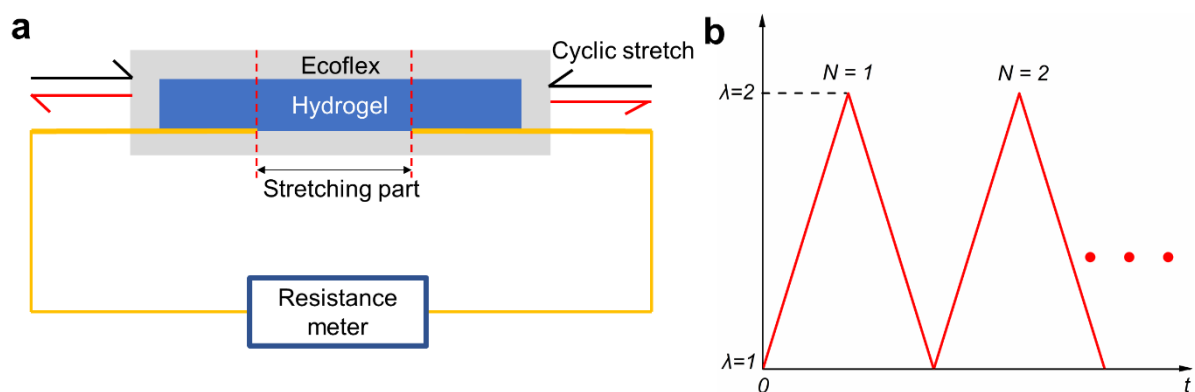 a
Ecoflex
Cyclic stretch
Hydrogel
Stretching part
Resistance
meter
b
N = 1
N = 2
λ=2
λ=1
0
t